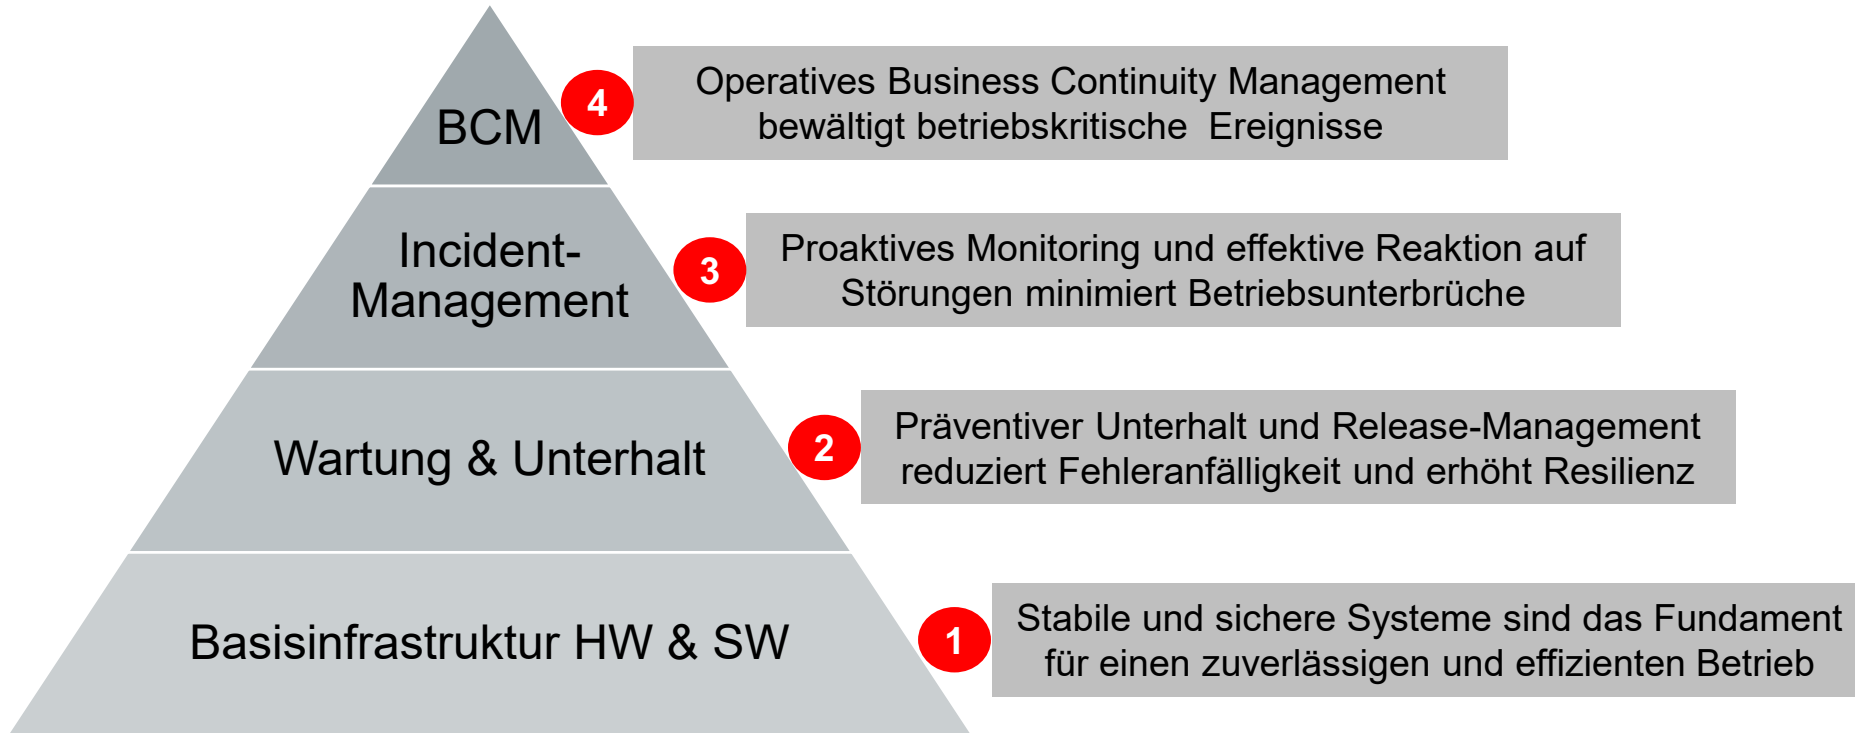 BCM
4
Operatives Business Continuity Management
bewältigt betriebskritische  Ereignisse
Incident-
Management
3
Proaktives Monitoring und effektive Reaktion auf
Störungen minimiert Betriebsunterbrüche
Wartung & Unterhalt
2
Präventiver Unterhalt und Release-Management
reduziert Fehleranfälligkeit und erhöht Resilienz
Basisinfrastruktur HW & SW
1
Stabile und sichere Systeme sind das Fundament
für einen zuverlässigen und effizienten Betrieb